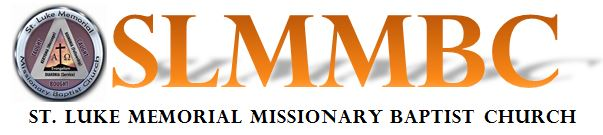 St. Luke Memorial
Missionary Baptist Church
SLMMBC
ST. LUKE MEMORIAL MISSIONARY BAPTIST CHURCH